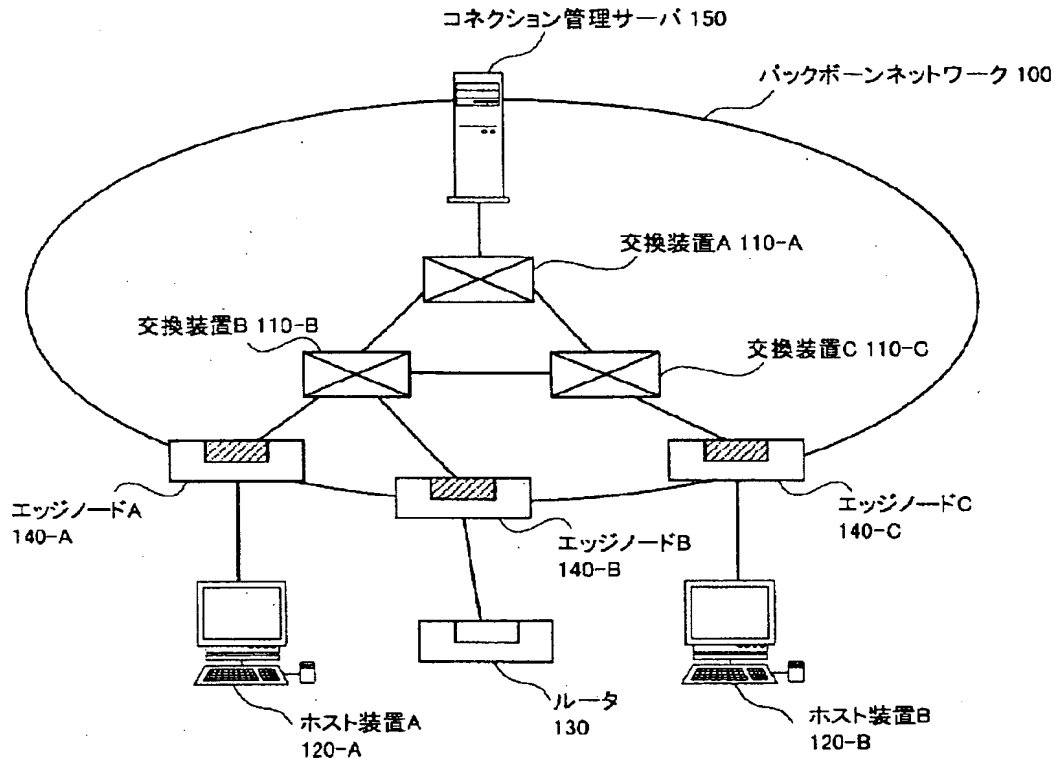 コネクション管理サーバ 150
バックボーンネットワーク 100
交換装置A 110-A
交換装置B 110-B
交換装置C 110-C
エッジノードA
140-A
エッジノードB
140-B
エッジノードC
140-C
ホスト装置A
120-A
ルータ
130
ホスト装置B
120-B